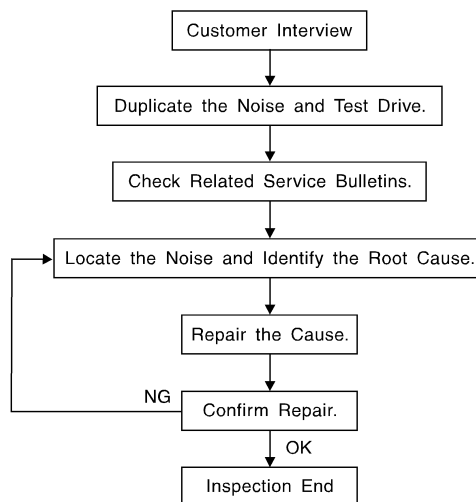 Customer Interview
Duplicate the Noise and Test Drive.
Check Related Service Bulletins.
Locate the Noise and Identify the Root Cause.
Repair the Cause.
NG
Confirm Repair.
OK
Inspection End